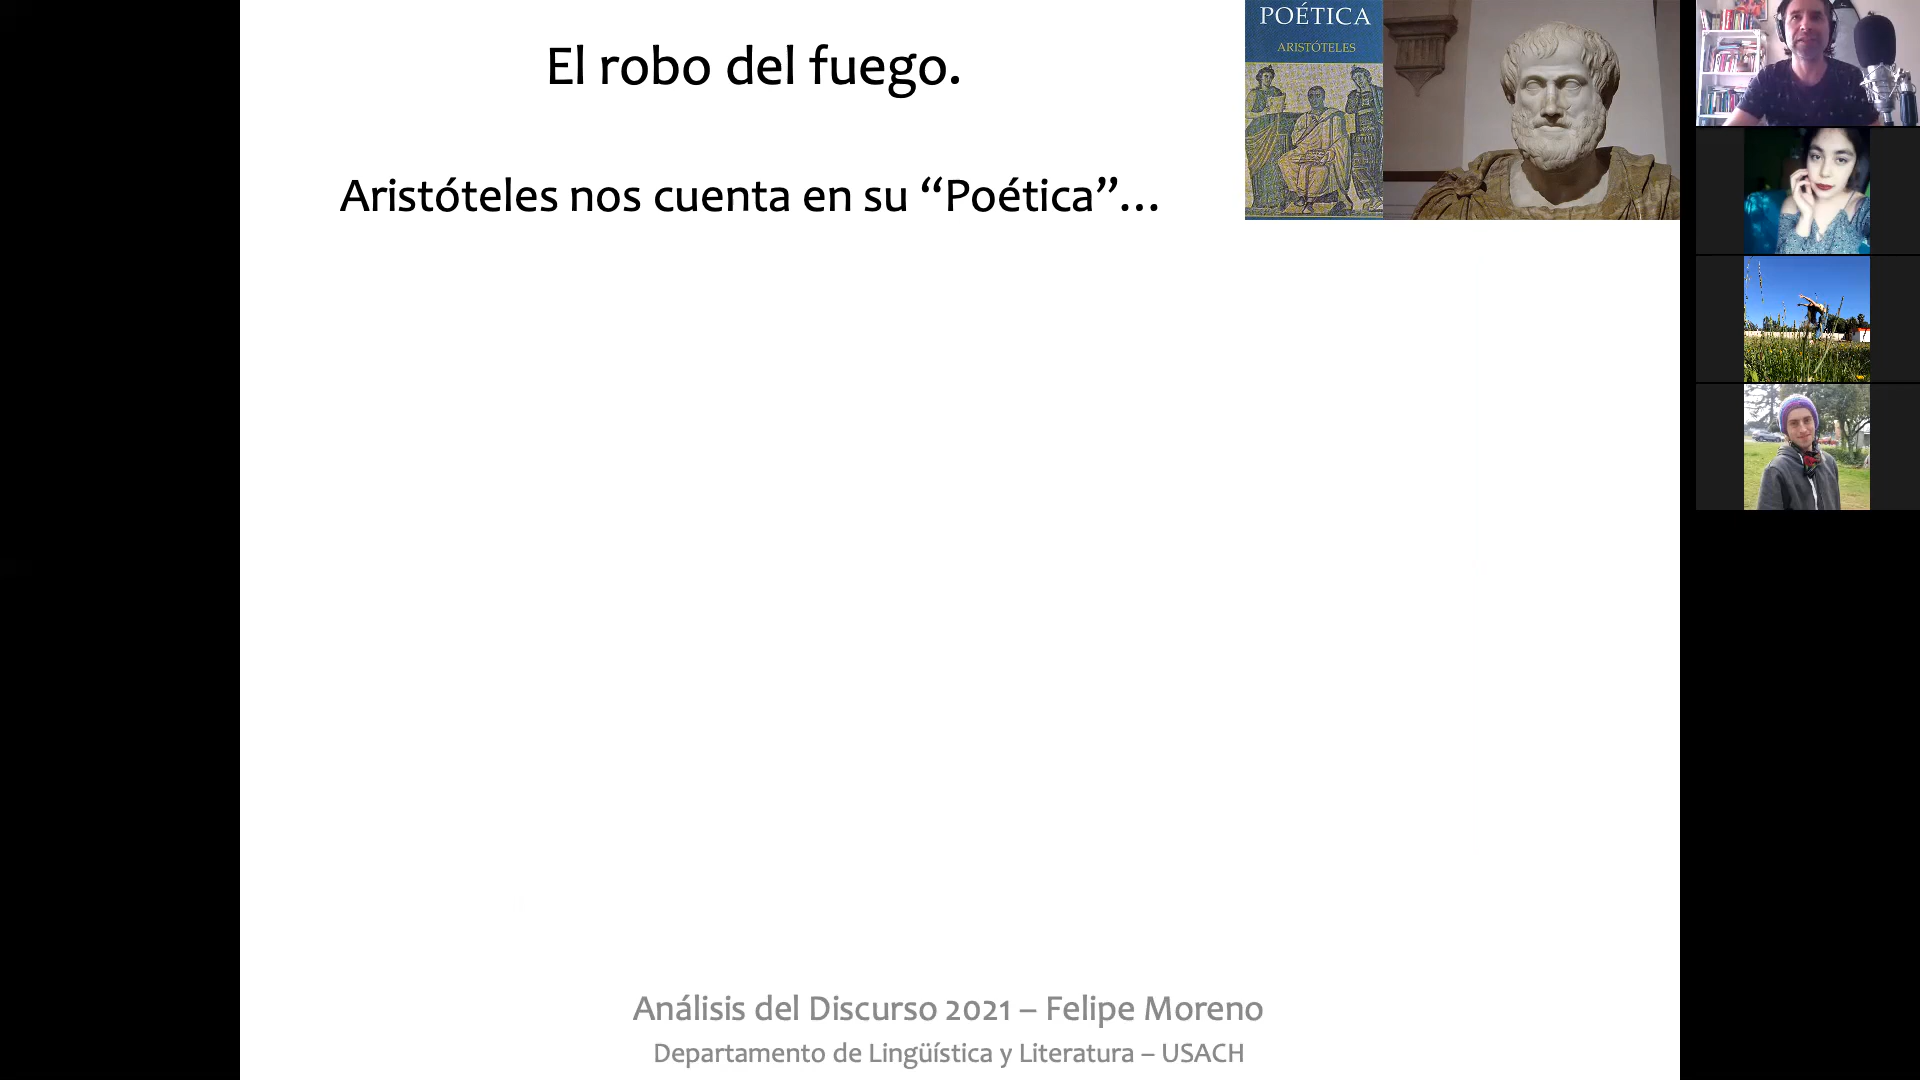 El robo del fuego.
Aristóteles nos cuenta en su “Poética”...
POÉTICA
ARISTÓTELES
Análisis del Discurso 2021 – Felipe Moreno
Departamento de Lingüística y Literatura – USACH